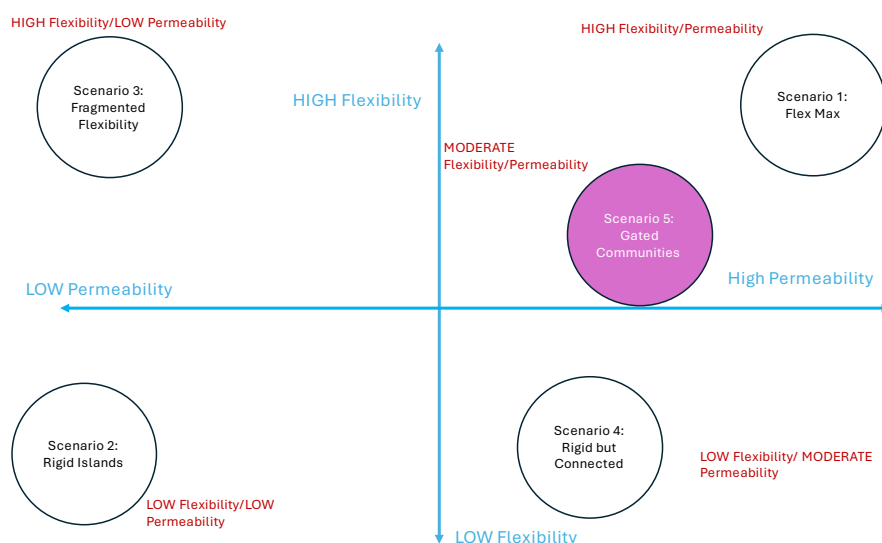 HIGH Flexibility/LOW Permeability
HIGH Flexibility/Permeability
Scenario 3:
Fragmented
Flexibility
HIGH Flexibility
Scenario 1:
Flex Max
MODERATE
Flexibility/Permeability
Scenario 5:
Gated
Communities
LOW Permeability
High Permeability
Scenario 2:
Rigid Islands
Scenario 4:
Rigid but
Connected
LOW Flexibility/ MODERATE
Permeability
LOW Flexibility/LOW
Permeability
LOW Flexibility